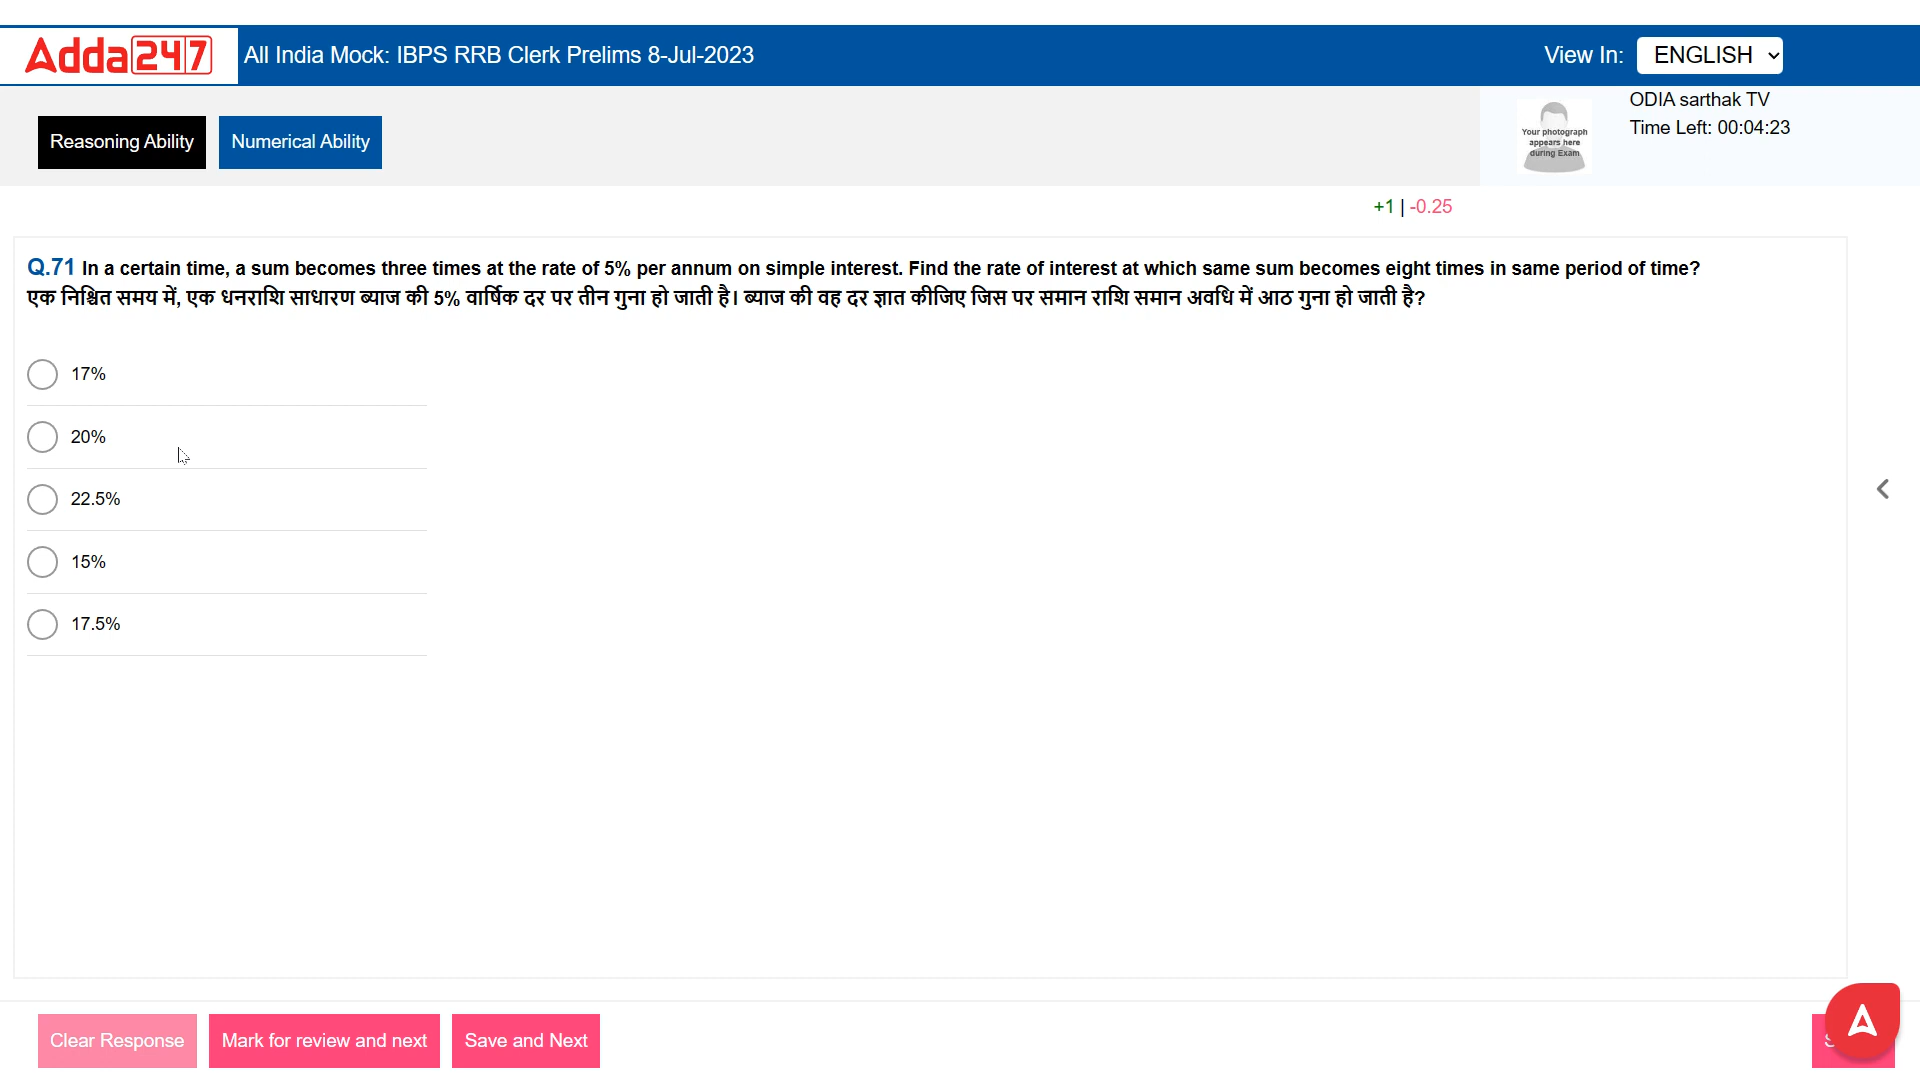 Adda247 All India Mock: IBPS RRB Clerk Prelims 8-Jul-2023 View In: ENGLISH
ODIA sarthak TV
Time Left: 00:04:23
Your photograph
appears here
during Exam
Reasoning Ability Numerical Ability
+1 | -0.25
Q.71 In a certain time, a sum becomes three times at the rate of 5% per annum on simple interest. Find the rate of interest at which same sum becomes eight times in same period of time?
एक निश्चित समय में, एक धनराशि साधारण ब्याज की 5% वार्षिक दर पर तीन गुना हो जाती है। ब्याज की वह दर ज्ञात कीजिए जिस पर समान राशि समान अवधि में आठ गुना हो जाती है?
17%
20%
22.5%
15%
17.5%
Clear Response Mark for review and next Save and Next